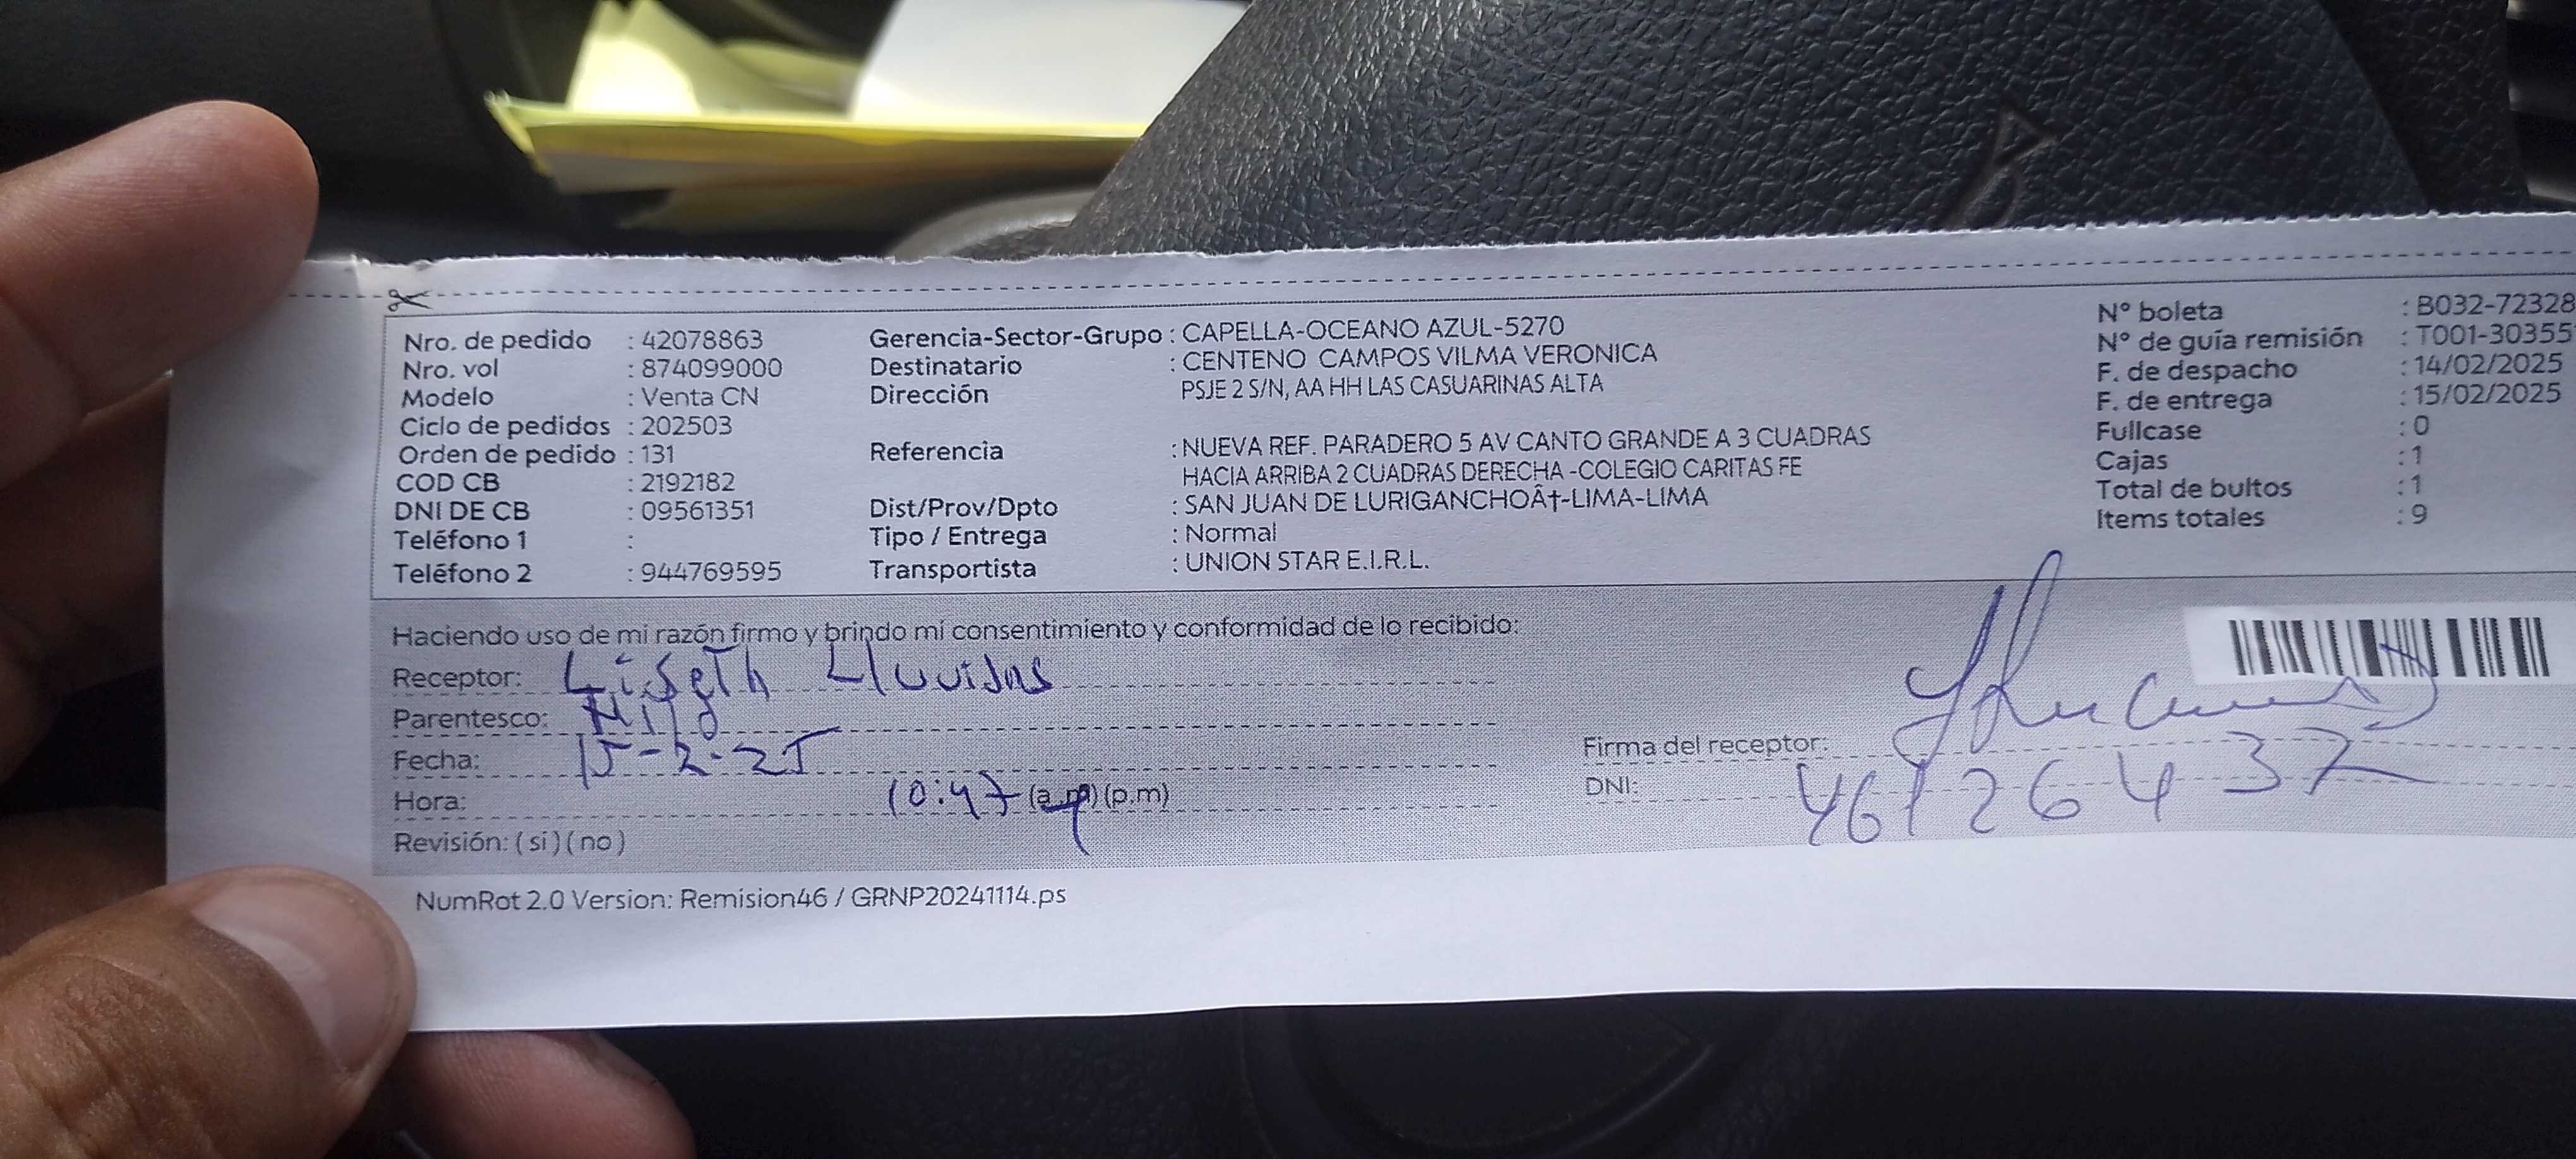 Nro. de pedido : 42078863
Nro. vol : 874099000
Modelo : Venta CN
Ciclo de pedidos : 202503
Orden de pedido : 131
COD CB : 2192182
DNI DE CB : 09561351
Teléfono 1 :
Teléfono 2 : 944769595
Gerencia-Sector-Grupo : CAPELLA-OCEANO AZUL-5270
Destinatario : CENTENO CAMPOS VILMA VERONICA
Dirección PSJE 2 S/N, AA HH LAS CASUARINAS ALTA
Referencia : NUEVA REF. PARADERO 5 AV CANTO GRANDE A 3 CUADRAS
HACIA ARRIBA 2 CUADRAS DERECHA -COLEGIO CARITAS FE
Dist/Prov/Dpto : SAN JUAN DE LURIGANCHOÂ†-LIMA-LIMA
Tipo / Entrega : Normal
Transportista : UNION STAR E.I.R.L.
N° boleta : B032-72328
N° de guía remisión : T001-30355
F. de despacho : 14/02/2025
F. de entrega : 15/02/2025
Fullcase : 0
Cajas : 1
Total de bultos : 1
Items totales : 9
Haciendo uso de mi razón firmo y brindo mi consentimiento y conformidad de lo recibido:
Receptor: Liseth
Parentesco:
Fecha: 15-2-25
Hora: 10:47 (a.m) (p.m)
Revisión: ( si ) ( no )
Firma del receptor:
DNI: 46126437
NumRot 2.0 Version: Remision46 / GRNP20241114.ps